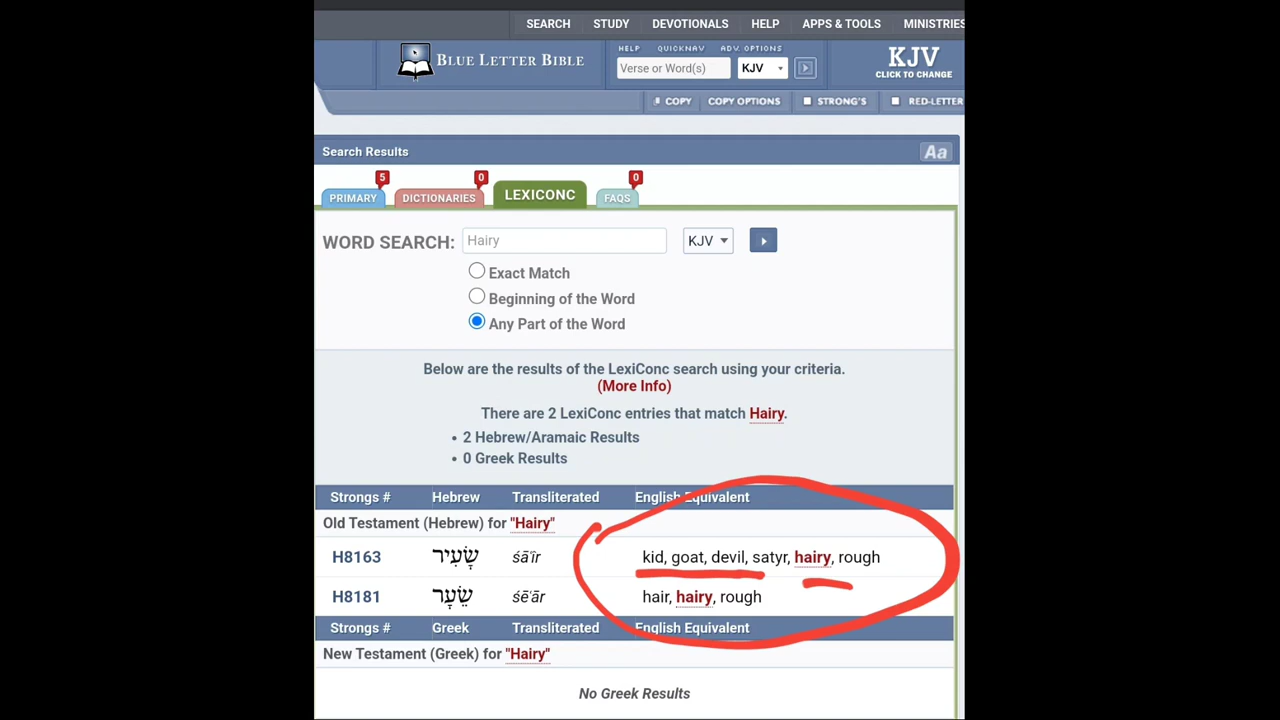 SEARCH STUDY DEVOTIONALS HELP APPS & TOOLS MINISTRIES
HELP QUICKNAV ADV. OPTIONS
BLUE LETTER BIBLE Verse or Word(s) KJV KJV
CLICK TO CHANGE
COPY COPY OPTIONS STRONG'S RED-LETTER
Search Results Aa
5 0 0
PRIMARY DICTIONARIES LEXICONC FAQS
WORD SEARCH: Hairy KJV
Exact Match
Beginning of the Word
Any Part of the Word
Below are the results of the LexiConc search using your criteria.
(More Info)
There are 2 LexiConc entries that match Hairy.
• 2 Hebrew/Aramaic Results
• 0 Greek Results
Strongs # Hebrew Transliterated English Equivalent
Old Testament (Hebrew) for "Hairy"
H8163 שָׂעִיר śāʿîr kid, goat, devil, satyr, hairy, rough
H8181 שֵׂעָר śēʿār hair, hairy, rough
Strongs # Greek Transliterated English Equivalent
New Testament (Greek) for "Hairy"
No Greek Results